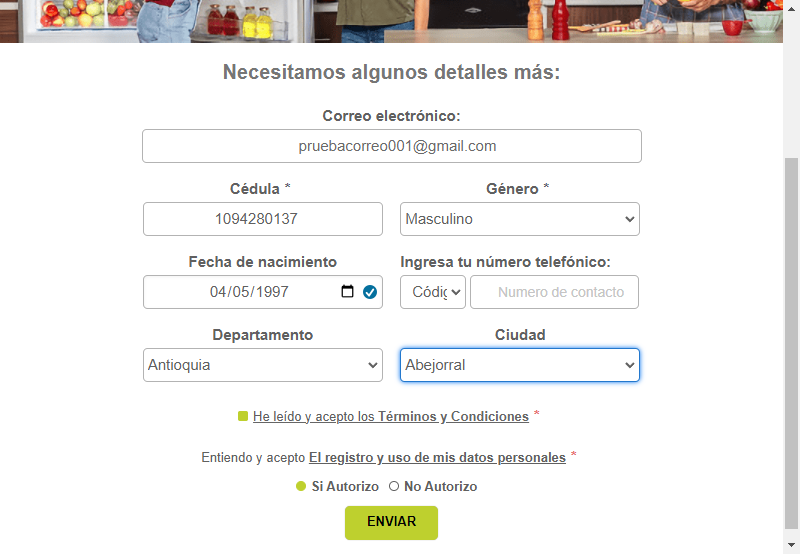 Necesitamos algunos detalles más:
Correo electrónico:
pruebacorreo001@gmail.com
Cédula * Género *
1094280137 Masculino
Fecha de nacimiento Ingresa tu número telefónico:
04/05/1997 Códig Numero de contacto
Departamento Ciudad
Antioquia Abejorral
He leído y acepto los Términos y Condiciones *
Entiendo y acepto El registro y uso de mis datos personales *
Si Autorizo No Autorizo
ENVIAR